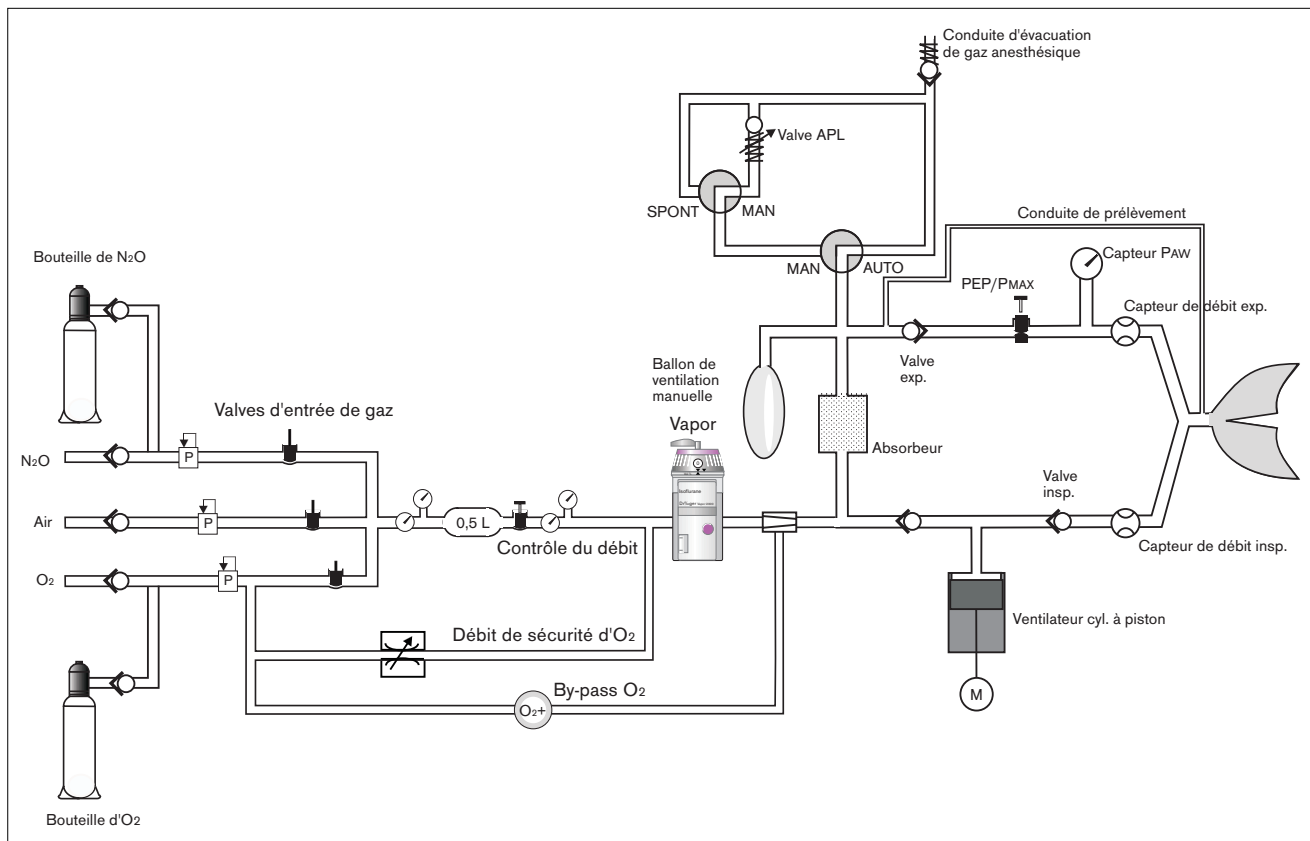 Conduite d'évacuation
de gaz anesthésique
Valve APL
SPONT
MAN
Conduite de prélèvement
Bouteille de N2O
MAN
AUTO
Capteur PAW
PEP/PMAX
Capteur de débit exp.
Valve
exp.
Ballon de
ventilation
manuelle
Valves d'entrée de gaz
Vapor
Absorbeur
N2O
P
Isoflurane
Valve
insp.
Air
P
0,5 L
Contrôle du débit
Capteur de débit insp.
O2
P
Débit de sécurité d'O2
Ventilateur cyl. à piston
By-pass O2
O2+
M
Bouteille d'O2